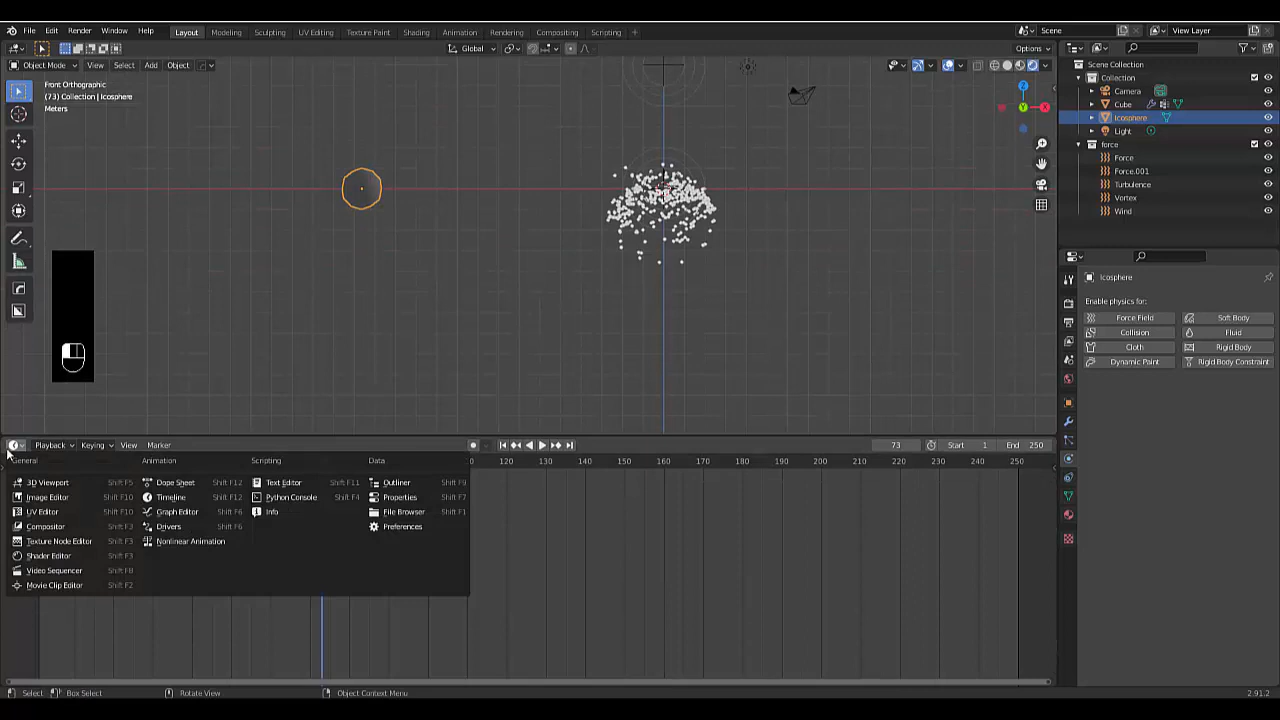 File Edit Render Window Help Layout Modeling Sculpting UV Editing Texture Paint Shading Animation Rendering Compositing Scripting + Scene View Layer
Global Options
Object Mode View Select Add Object
Front Orthographic
(73) Collection | Icosphere
Meters
Z
Y
X
Scene Collection
Collection
Camera
Cube
Icosphere
Light
force
Force
Force.001
Turbulence
Vortex
Wind
Icosphere
Enable physics for:
Force Field Soft Body
Collision Fluid
Cloth Rigid Body
Dynamic Paint Rigid Body Constraint
Playback Keying View Marker 73 Start 1 End 250
General Animation Scripting Data
0 120 130 140 150 160 170 180 190 200 210 220 230 240 250
3D Viewport Shift F5 Dope Sheet Shift F12 Text Editor Shift F11 Outliner Shift F9
Image Editor Shift F10 Timeline Shift F12 Python Console Shift F4 Properties Shift F7
UV Editor Shift F10 Graph Editor Shift F6 Info File Browser Shift F1
Compositor Shift F3 Drivers Shift F6 Preferences
Texture Node Editor Shift F3 Nonlinear Animation
Shader Editor Shift F3
Video Sequencer Shift F8
Movie Clip Editor Shift F2
Select Box Select Rotate View Object Context Menu 2.91.2